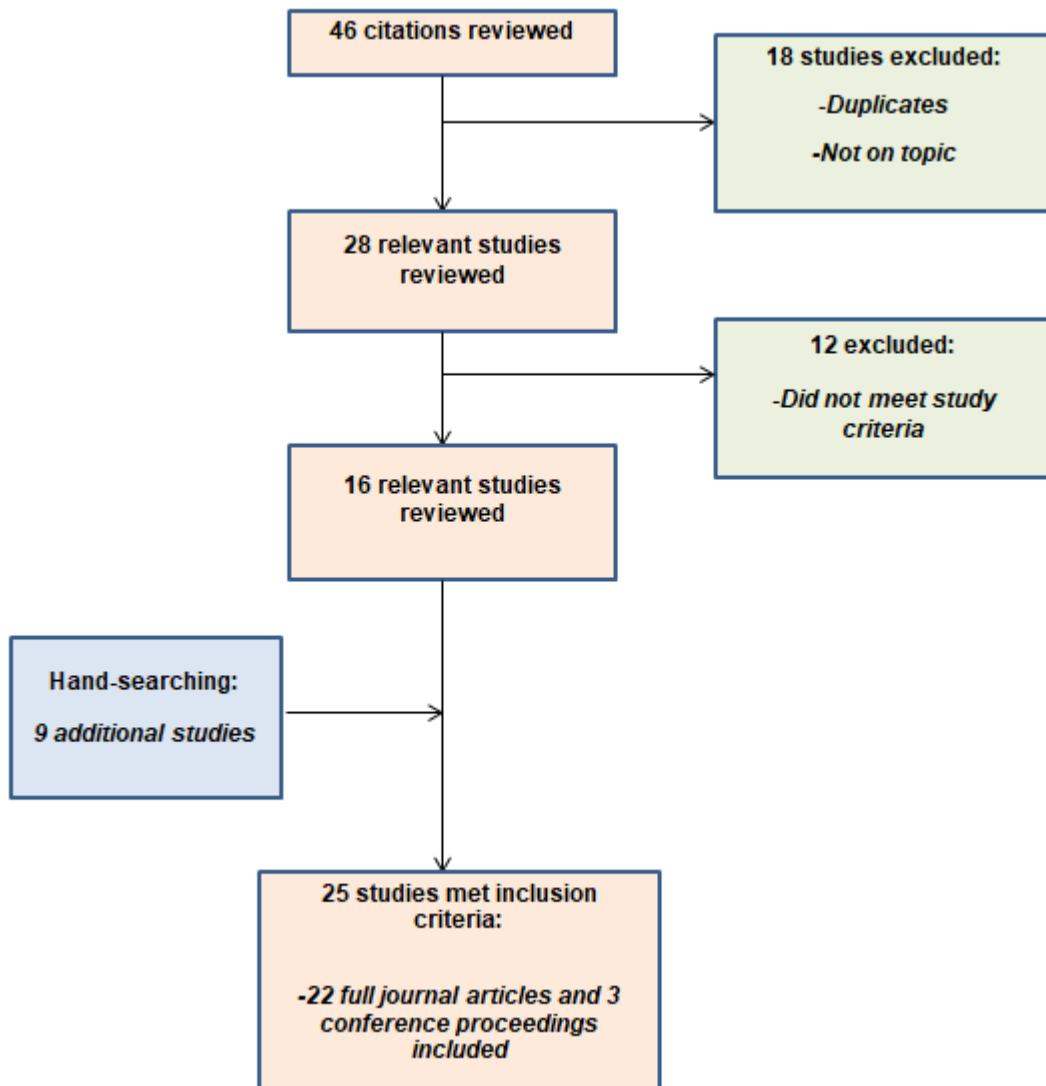 46 citations reviewed
18 studies excluded:
-Duplicates
-Not on topic
28 relevant studies
reviewed
12 excluded:
-Did not meet study
criteria
16 relevant studies
reviewed
Hand-searching:
9 additional studies
25 studies met inclusion
criteria:
-22 full journal articles and 3
conference proceedings
included